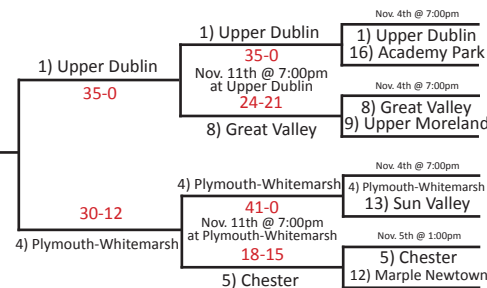 Nov. 4th @ 7:00pm
1) Upper Dublin
16) Academy Park
1) Upper Dublin
35-0
Nov. 11th @ 7:00pm
at Upper Dublin
24-21
8) Great Valley
Nov. 4th @ 7:00pm
8) Great Valley
9) Upper Moreland
1) Upper Dublin
35-0
30-12
4) Plymouth-Whitemarsh
Nov. 4th @ 7:00pm
4) Plymouth-Whitemarsh
13) Sun Valley
4) Plymouth-Whitemarsh
41-0
Nov. 11th @ 7:00pm
at Plymouth-Whitemarsh
18-15
5) Chester
Nov. 5th @ 1:00pm
5) Chester
12) Marple Newtown